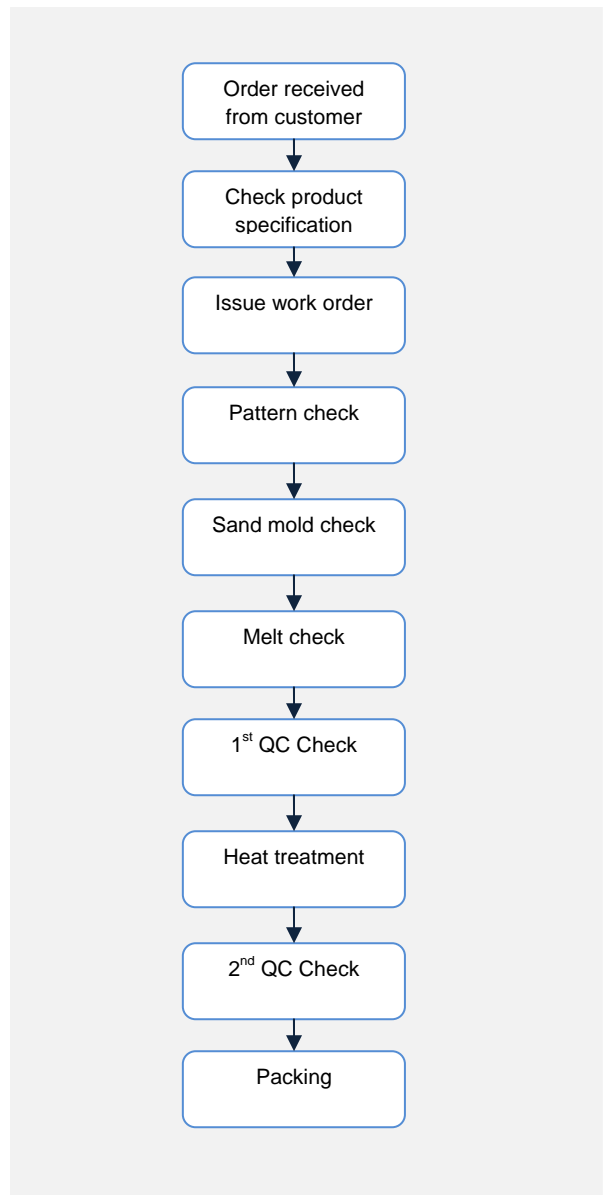 Order received
from customer
Check product
specification
Issue work order
Pattern check
Sand mold check
Melt check
1st QC Check
Heat treatment
2nd QC Check
Packing